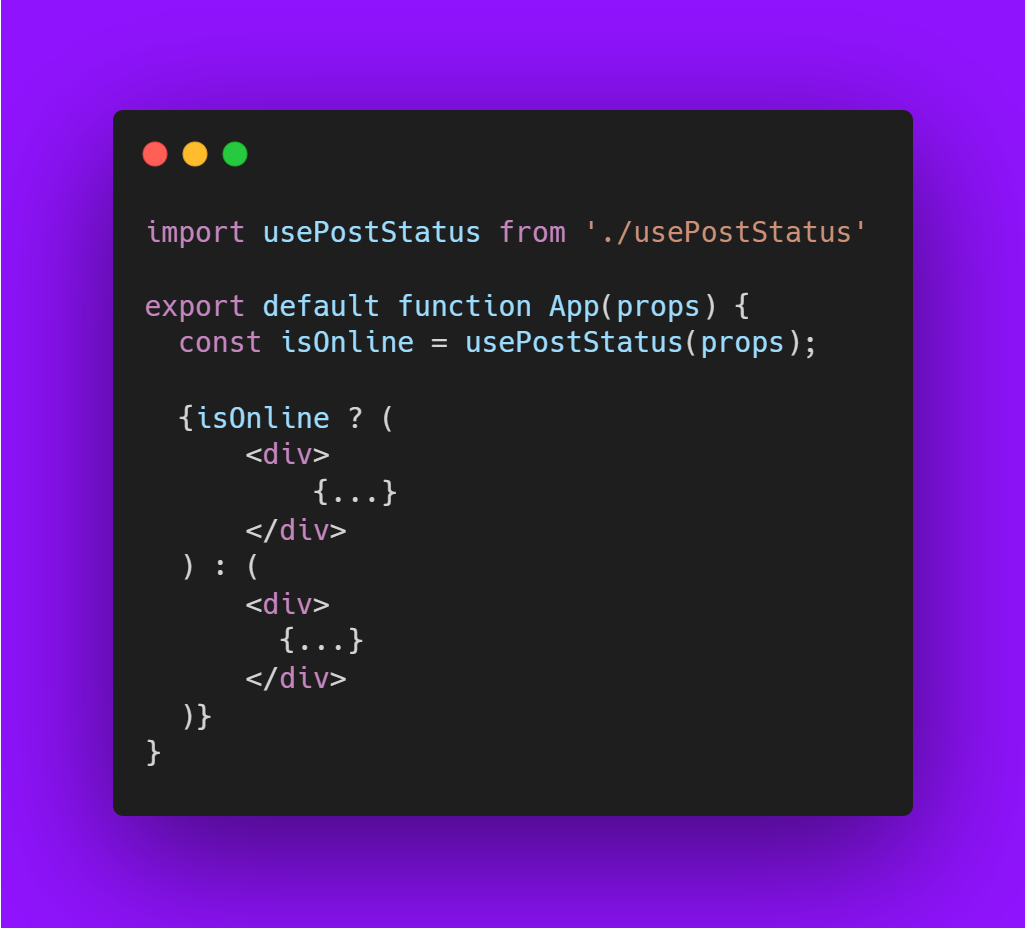 import usePostStatus from './usePostStatus'
export default function App(props) {
const isOnline = usePostStatus(props);
{isOnline ? (
<div>
{...}
</div>
) : (
<div>
{...}
</div>
)}
}